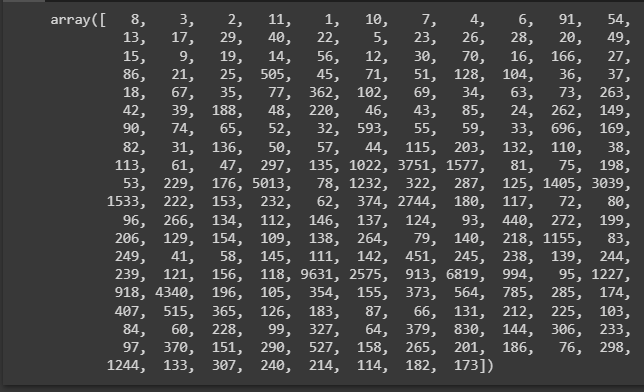 array([   8,    3,    2,   11,    1,   10,    7,    4,    6,   91,   54,
13,   17,   29,   40,   22,    5,   23,   26,   28,   20,   49,
15,    9,   19,   14,   56,   12,   30,   70,   16,  166,   27,
86,   21,   25,  505,   45,   71,   51,  128,  104,   36,   37,
18,   67,   35,   77,  362,  102,   69,   34,   63,   73,  263,
42,   39,  188,   48,  220,   46,   43,   85,   24,  262,  149,
90,   74,   65,   52,   32,  593,   55,   59,   33,  696,  169,
82,   31,  136,   50,   57,   44,  115,  203,  132,  110,   38,
113,   61,   47,  297,  135, 1022, 3751, 1577,   81,   75,  198,
53,  229,  176, 5013,   78, 1232,  322,  287,  125, 1405, 3039,
1533,  222,  153,  232,   62,  374, 2744,  180,  117,   72,   80,
96,  266,  134,  112,  146,  137,  124,   93,  440,  272,  199,
206,  129,  154,  109,  138,  264,   79,  140,  218, 1155,   83,
249,   41,   58,  145,  111,  142,  451,  245,  238,  139,  244,
239,  121,  156,  118, 9631, 2575,  913, 6819,  994,   95, 1227,
918, 4340,  196,  105,  354,  155,  373,  564,  785,  285,  174,
407,  515,  365,  126,  183,   87,   66,  131,  212,  225,  103,
84,   60,  228,   99,  327,   64,  379,  830,  144,  306,  233,
97,  370,  151,  290,  527,  158,  265,  201,  186,   76,  298,
1244,  133,  307,  240,  214,  114,  182,  173])